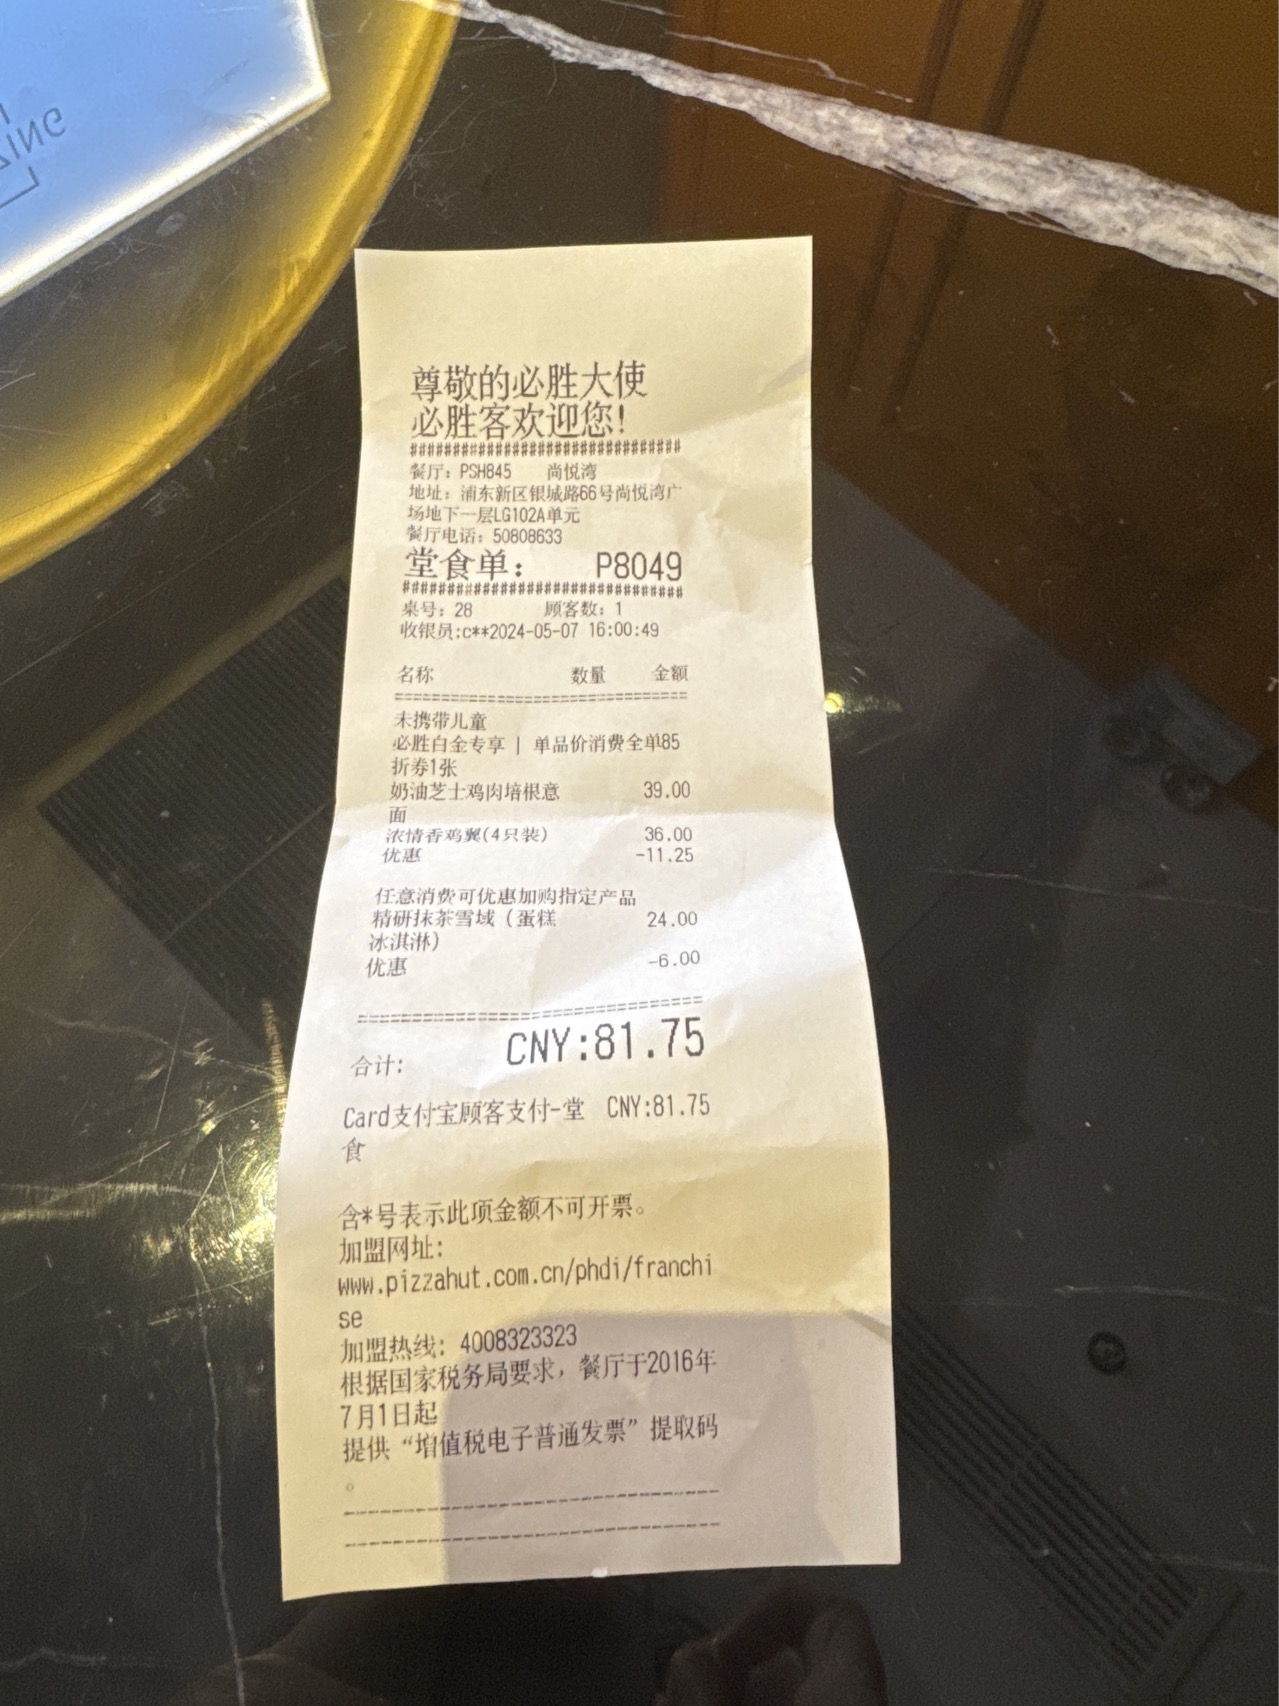 尊敬的必胜大使
必胜客欢迎您!
################################
餐厅: PSH845 尚悦湾
地址: 浦东新区银城路66号尚悦湾广
场地下一层LG102A单元
餐厅电话: 50808633
堂食单: P8049
################################
桌号: 28 顾客数: 1
收银员:c**2024-05-07 16:00:49
名称 数量 金额
==================================
未携带儿童
必胜白金专享 | 单品价消费全单85
折券1张
奶油芝士鸡肉培根意 39.00
面
浓情香鸡翼(4只装) 36.00
优惠 -11.25
任意消费可优惠加购指定产品
精研抹茶雪域 (蛋糕 24.00
冰淇淋)
优惠 -6.00
==================================
合计: CNY:81.75
Card支付宝顾客支付-堂 CNY:81.75
食
含*号表示此项金额不可开票。
加盟网址:
www.pizzahut.com.cn/phdi/franchi
se
加盟热线: 4008323323
根据国家税务局要求, 餐厅于2016年
7月1日起
提供“增值税电子普通发票”提取码
。
----------------------------------
----------------------------------